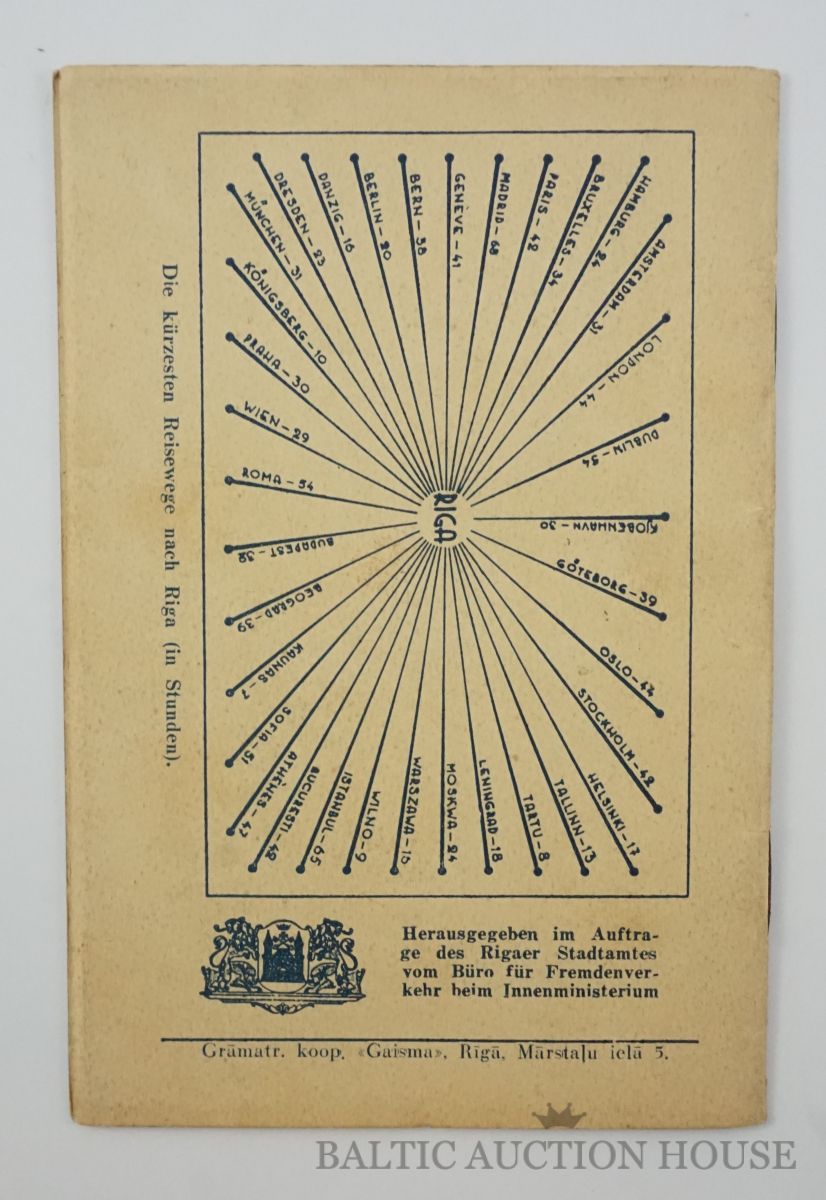 Die kürzesten Reisewege nach Riga (in Stunden).
RIGA
MÜNCHEN – 31
DRESDEN – 23
DANZIG – 16
BERLIN – 20
BERN – 38
GENÈVE – 41
MADRID – 68
PARIS – 42
BRUXELLES – 34
HAMBURG – 24
AMSTERDAM – 31
LONDON – 44
DUBLIN – 54
KJØBENHAVN – 30
GÖTEBORG – 39
OSLO – 47
STOCKHOLM – 42
HELSINKI – 17
TALLUNN – 13
TARTU – 8
LENINGRAD – 18
MOSKWA – 24
WARSZAWA – 15
WILNO – 9
ISTANBUL – 65
BUCURESTI – 42
ATHÈNES – 47
SOFIA – 51
KAUNAS – 7
BEOGRAD – 39
BUDAPEST – 32
ROMA – 54
WIEN – 29
PRAHA – 30
KÖNIGSBERG – 10
Herausgegeben im Auftra-
ge des Rigaer Stadtamtes
vom Büro für Fremdenver-
kehr beim Innenministerium
Grāmatr. koop. «Gaisma», Rīgā, Mārstaļu ielā 5.
BALTIC AUCTION HOUSE